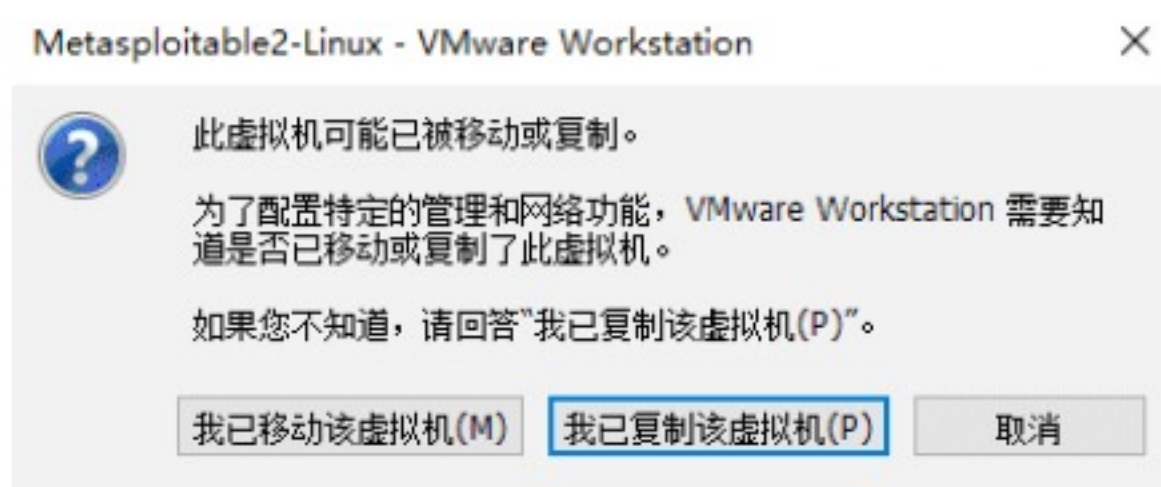 Metasploitable2-Linux - VMware Workstation
此虚拟机可能已被移动或复制。
为了配置特定的管理和网络功能，VMware Workstation 需要知
道是否已移动或复制了此虚拟机。
如果您不知道，请回答“我已复制该虚拟机(P)”。
我已移动该虚拟机(M) 我已复制该虚拟机(P) 取消